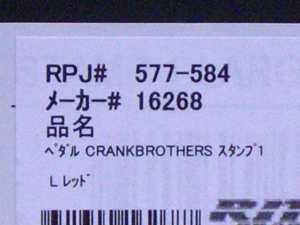 RPJ# 577-584
ﾒｰｶｰ# 16268
品名
ﾍﾟﾀﾞﾙ CRANKBROTHERS ｽﾀﾝﾌﾟ1
L ﾚｯﾄﾞ